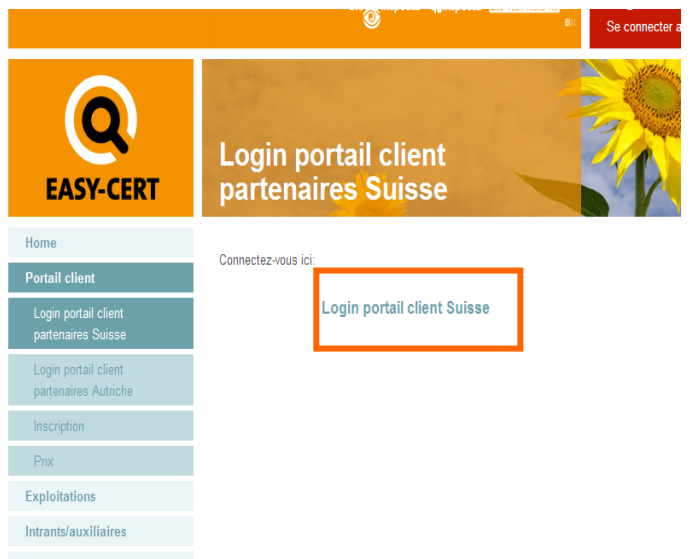 Se connecter a
EASY-CERT
Login portail client
partenaires Suisse
Home
Portail client
Login portail client
partenaires Suisse
Login portail client
partenaires Autriche
Inscription
Prix
Exploitations
Intrants/auxiliaires
Connectez-vous ici:
Login portail client Suisse